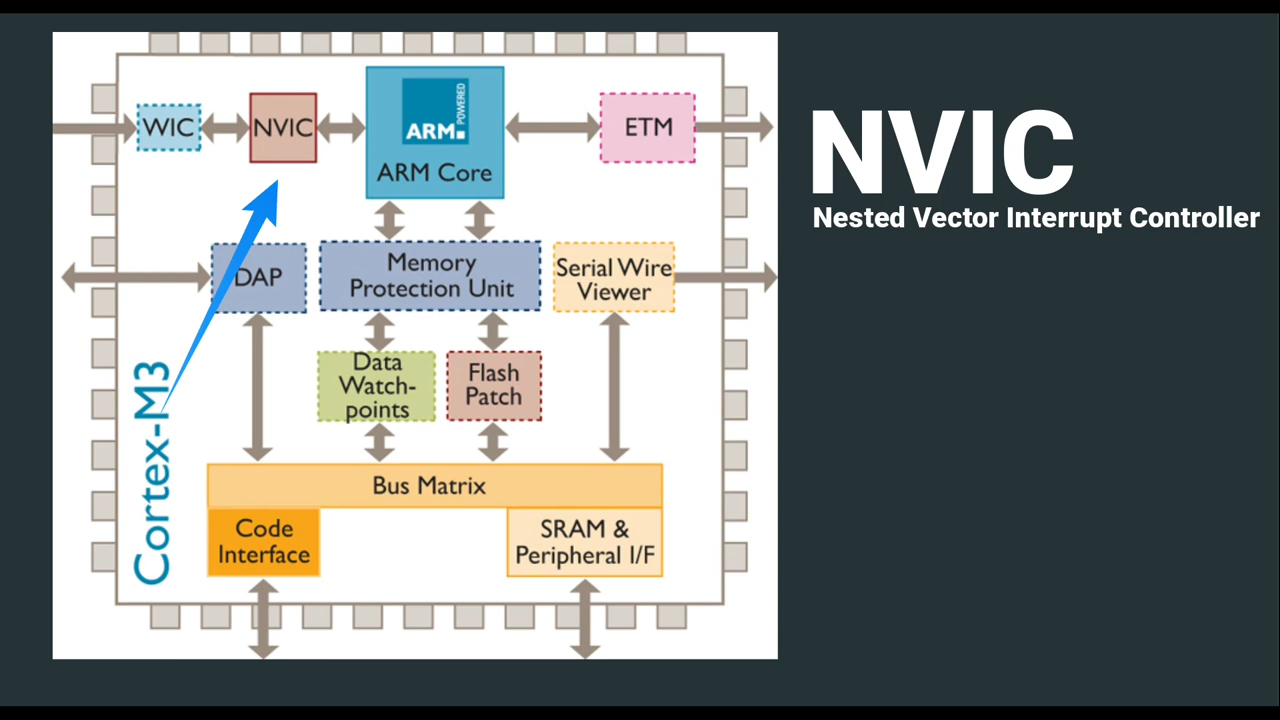 WIC
NVIC
ARM
POWERED
ARM Core
ETM
NVIC
Nested Vector Interrupt Controller
DAP
Memory
Protection Unit
Serial Wire
Viewer
Data
Watch-
points
Flash
Patch
Cortex-M3
Bus Matrix
Code
Interface
SRAM &
Peripheral I/F